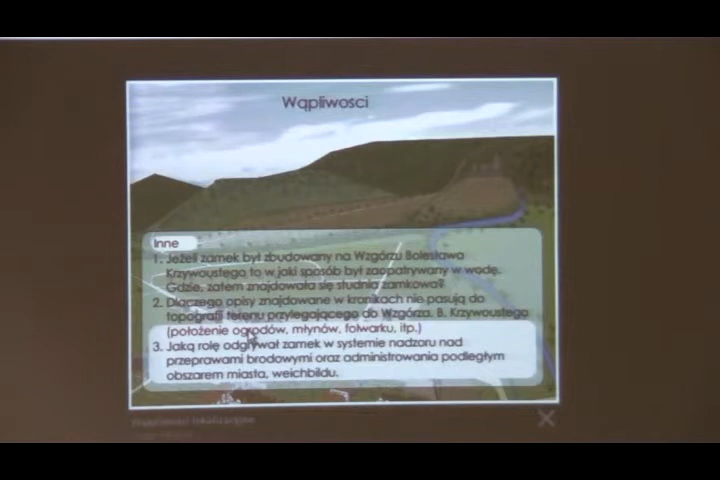 Wątpliwości
Inne
1. Jeżeli zamek był zbudowany na Wzgórzu Bolesława
Krzywoustego to w jaki sposób był zaopatrywany w wodę.
Gdzie, zatem znajdowała się studnia zamkowa?
2. Dlaczego opisy znajdowane w kronikach nie pasują do
topografii terenu przylegającego do Wzgórza. B. Krzywoustego
(położenie ogrodów, młynów, folwarku, itp.)
3. Jaką rolę odgrywał zamek w systemie nadzoru nad
przeprawami brodowymi oraz administrowania podległym
obszarem miasta, weichbildu.